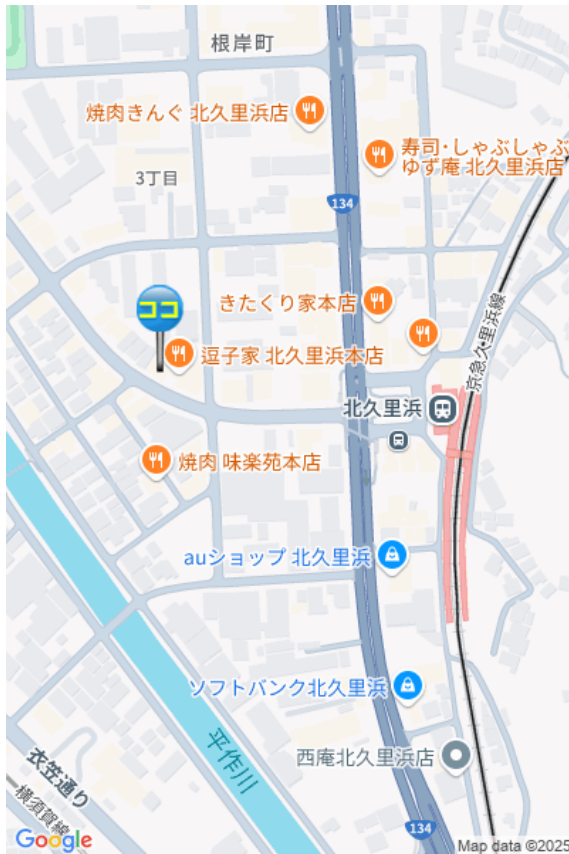 根岸町
焼肉きんぐ 北久里浜店
寿司・しゃぶしゃぶ
ゆず庵 北久里浜店
3丁目
134
ココ
きたくり家本店
京急久里浜線
逗子家 北久里浜本店
北久里浜
焼肉 味楽苑本店
auショップ 北久里浜
ソフトバンク北久里浜
平作川
西庵北久里浜店
衣笠通り
横須賀線
134
Google
Map data ©2025